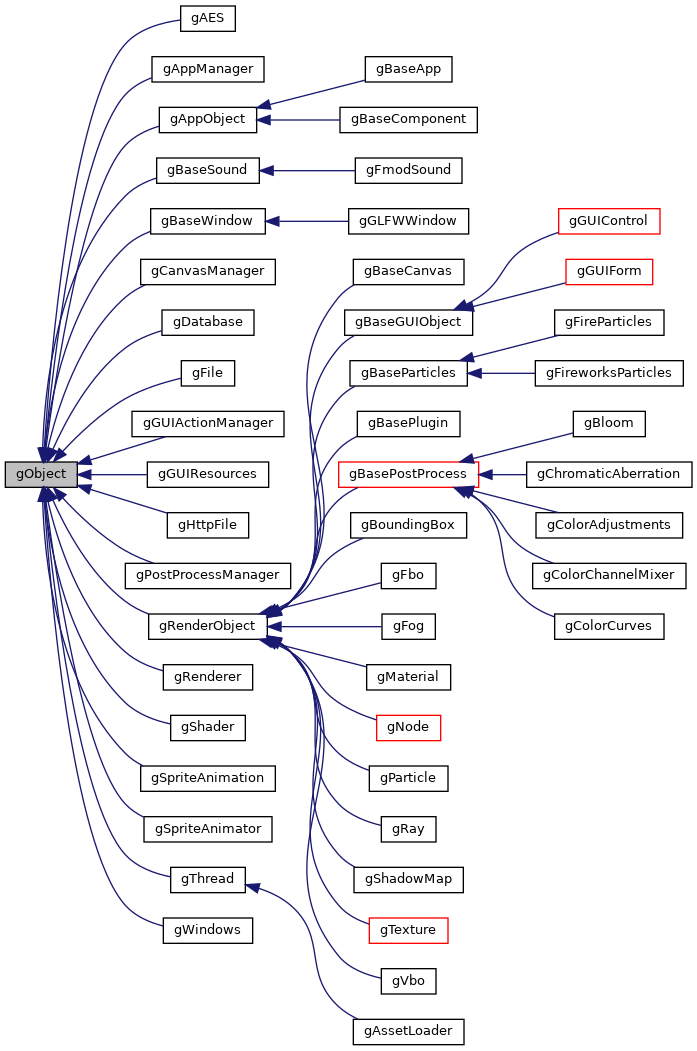 gAES
gAppManager
gBaseApp
gAppObject
gBaseComponent
gBaseSound
gFmodSound
gBaseWindow
gGLFWWindow
gGUIControl
gCanvasManager
gBaseCanvas
gGUIForm
gDatabase
gBaseGUIObject
gFireParticles
gFile
gBaseParticles
gFireworksParticles
gGUIActionManager
gBasePlugin
gBloom
gObject
gGUIResources
gBasePostProcess
gChromaticAberration
gHttpFile
gBoundingBox
gColorAdjustments
gPostProcessManager
gFbo
gColorChannelMixer
gRenderObject
gFog
gColorCurves
gRenderer
gMaterial
gShader
gNode
gSpriteAnimation
gParticle
gSpriteAnimator
gRay
gThread
gShadowMap
gWindows
gTexture
gVbo
gAssetLoader